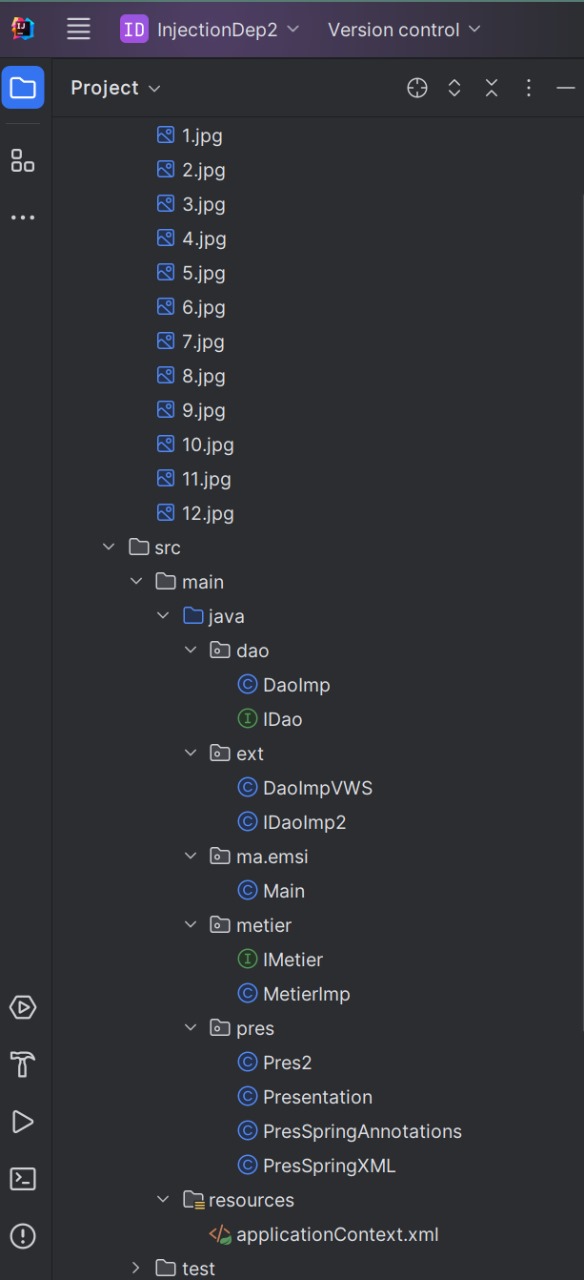 ID InjectionDep2 Version control
Project
1.jpg
2.jpg
3.jpg
4.jpg
5.jpg
6.jpg
7.jpg
8.jpg
9.jpg
10.jpg
11.jpg
12.jpg
src
main
java
dao
C DaoImp
I IDao
ext
C DaoImpVWS
C IDaoImp2
ma.emsi
C Main
metier
I IMetier
C MetierImp
pres
C Pres2
C Presentation
C PresSpringAnnotations
C PresSpringXML
resources
applicationContext.xml
test